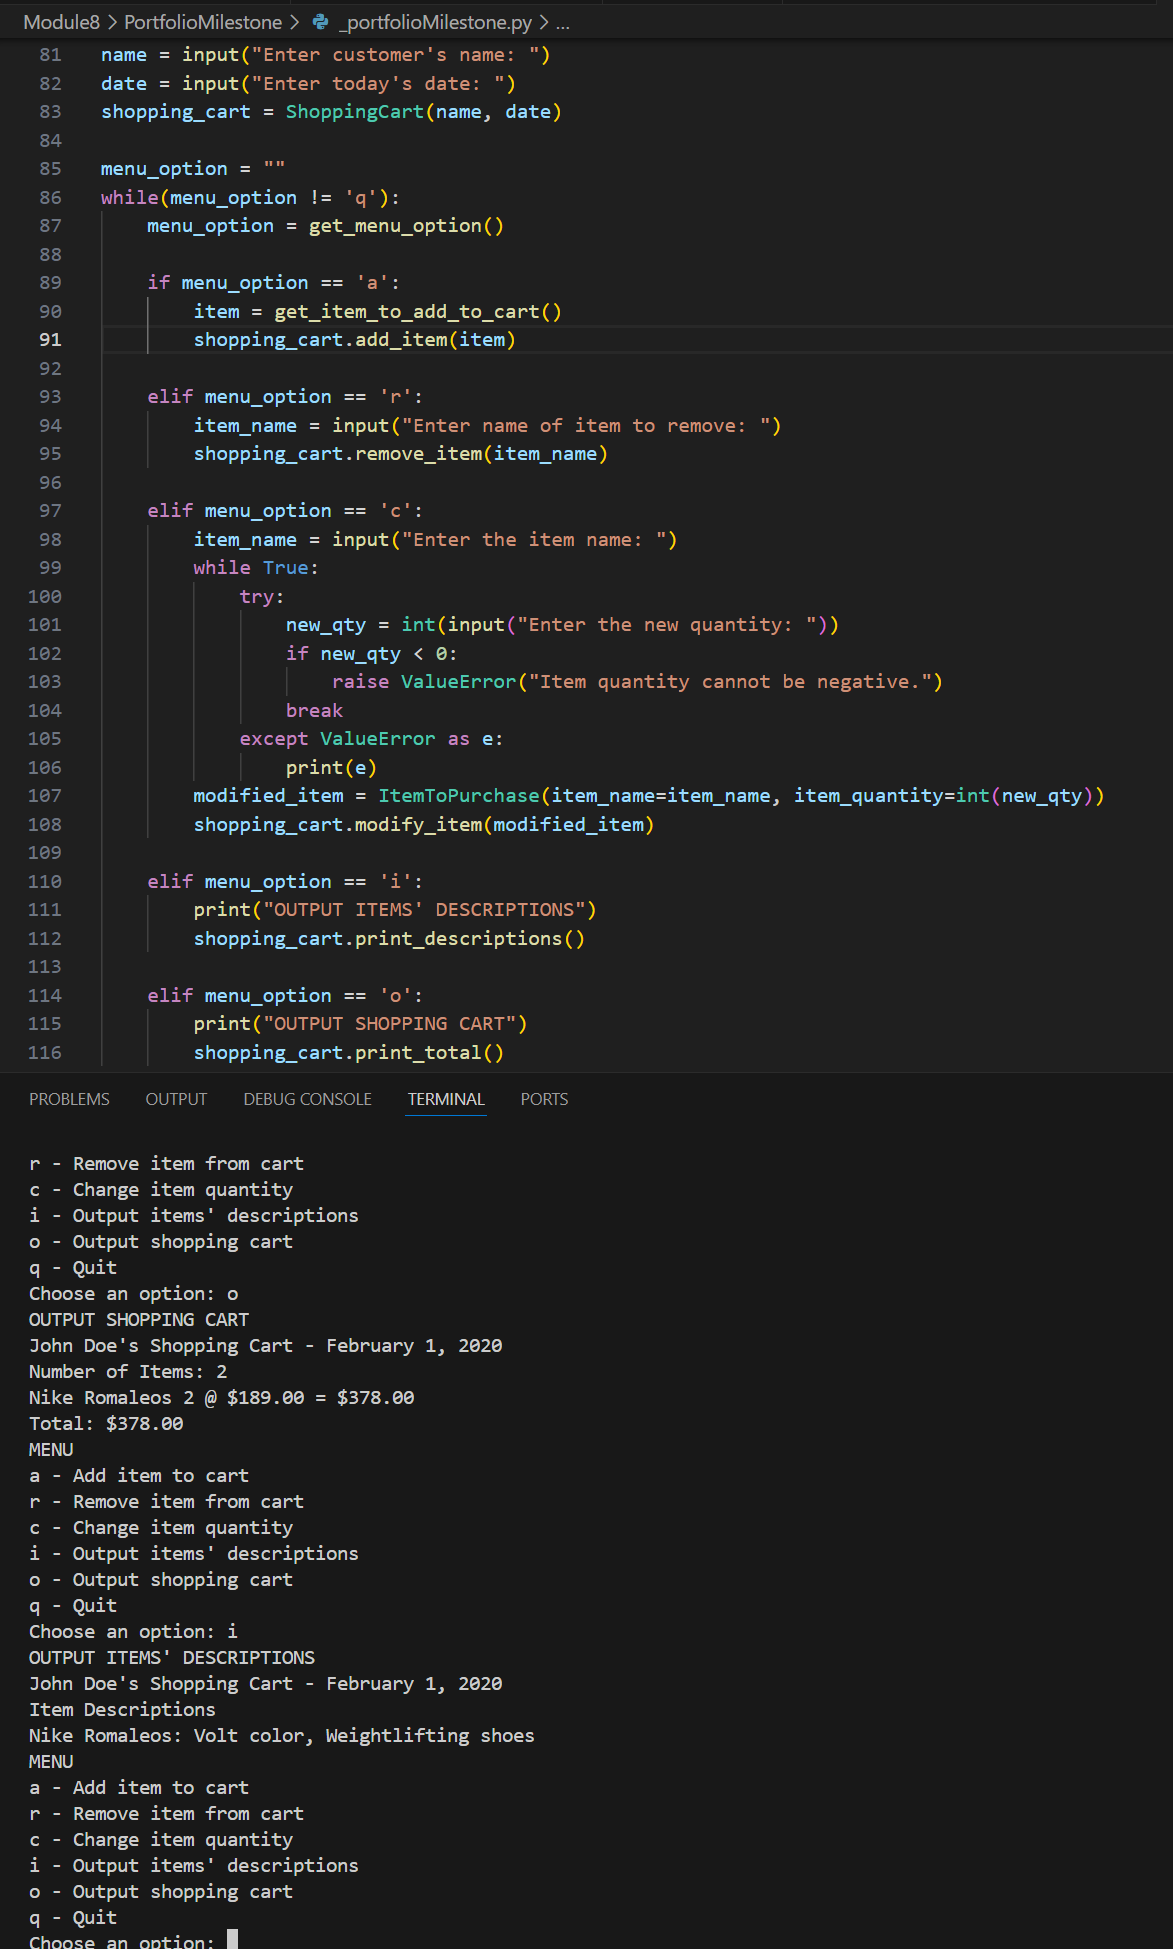 Module8 > PortfolioMilestone > _portfolioMilestone.py > ...
81 name = input("Enter customer's name: ")
82 date = input("Enter today's date: ")
83 shopping_cart = ShoppingCart(name, date)
84
85 menu_option = ""
86 while(menu_option != 'q'):
87     menu_option = get_menu_option()
88
89     if menu_option == 'a':
90         item = get_item_to_add_to_cart()
91         shopping_cart.add_item(item)
92
93     elif menu_option == 'r':
94         item_name = input("Enter name of item to remove: ")
95         shopping_cart.remove_item(item_name)
96
97     elif menu_option == 'c':
98         item_name = input("Enter the item name: ")
99         while True:
100             try:
101                 new_qty = int(input("Enter the new quantity: "))
102                 if new_qty < 0:
103                     raise ValueError("Item quantity cannot be negative.")
104                 break
105             except ValueError as e:
106                 print(e)
107         modified_item = ItemToPurchase(item_name=item_name, item_quantity=int(new_qty))
108         shopping_cart.modify_item(modified_item)
109
110     elif menu_option == 'i':
111         print("OUTPUT ITEMS' DESCRIPTIONS")
112         shopping_cart.print_descriptions()
113
114     elif menu_option == 'o':
115         print("OUTPUT SHOPPING CART")
116         shopping_cart.print_total()
PROBLEMS OUTPUT DEBUG CONSOLE TERMINAL PORTS
r - Remove item from cart
c - Change item quantity
i - Output items' descriptions
o - Output shopping cart
q - Quit
Choose an option: o
OUTPUT SHOPPING CART
John Doe's Shopping Cart - February 1, 2020
Number of Items: 2
Nike Romaleos 2 @ $189.00 = $378.00
Total: $378.00
MENU
a - Add item to cart
r - Remove item from cart
c - Change item quantity
i - Output items' descriptions
o - Output shopping cart
q - Quit
Choose an option: i
OUTPUT ITEMS' DESCRIPTIONS
John Doe's Shopping Cart - February 1, 2020
Item Descriptions
Nike Romaleos: Volt color, Weightlifting shoes
MENU
a - Add item to cart
r - Remove item from cart
c - Change item quantity
i - Output items' descriptions
o - Output shopping cart
q - Quit
Choose an option: